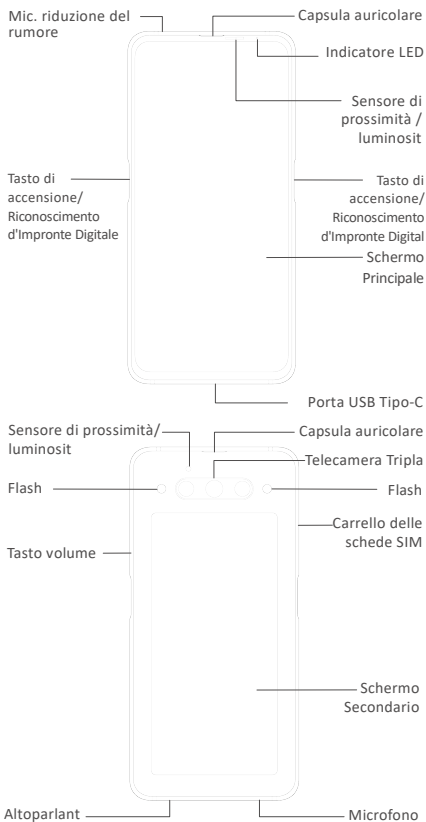 Mic. riduzione del
rumore
Capsula auricolare
Indicatore LED
Sensore di
prossimità /
luminosit
Tasto di
accensione/
Riconoscimento
d'Impronte Digitale
Tasto di
accensione/
Riconoscimento
d'Impronte Digital
Schermo
Principale
Porta USB Tipo-C
Sensore di prossimità/
luminosit
Capsula auricolare
Telecamera Tripla
Flash
Flash
Carrello delle
schede SIM
Tasto volume
Schermo
Secondario
Altoparlant
Microfono